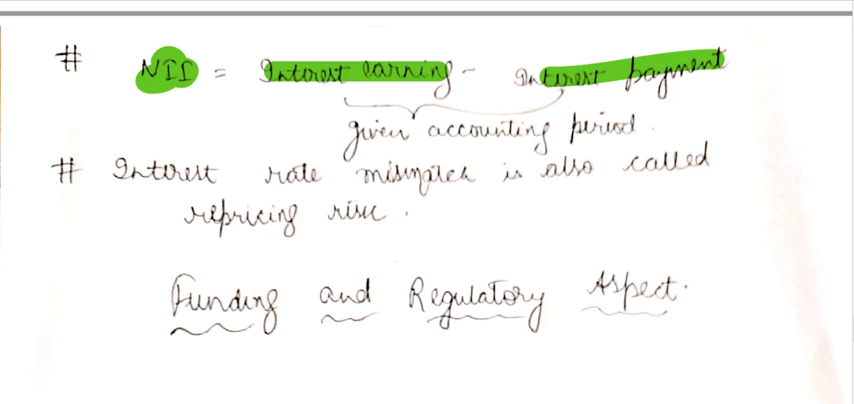 # NII = Interest earning - Interest payment
given accounting period.
# Interest rate mismatch is also called
repricing risk.
Funding and Regulatory Aspect.